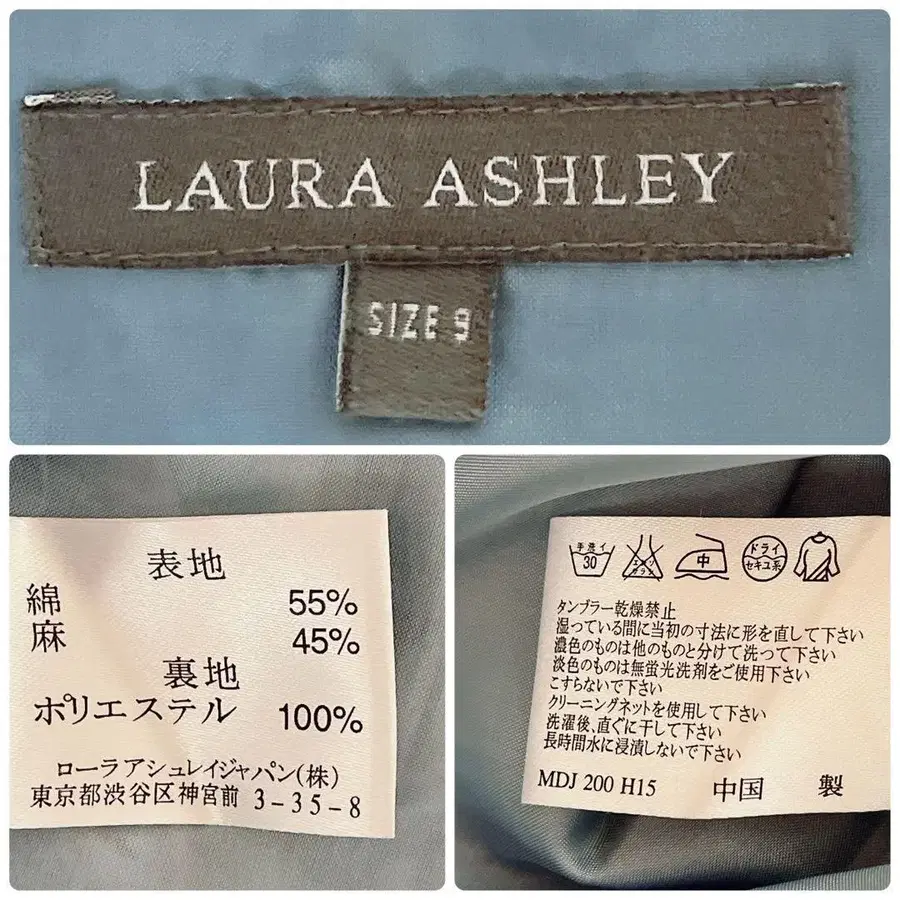 LAURA ASHLEY
SIZE 9
表地
綿 55%
麻 45%
裏地
ポリエステル 100%
ローラ アシュレイジャパン(株)
東京都渋谷区神宮前 3-35-8
手洗イ 30 エンソサラシ 中 ドライ セキユ系
タンブラー乾燥禁止
湿っている間に当初の寸法に形を直して下さい
濃色のものは他のものと分けて洗って下さい
淡色のものは無蛍光洗剤をご使用下さい
こすらないで下さい
クリーニングネットを使用して下さい
洗濯後、直ぐに干して下さい
長時間水に浸漬しないで下さい
MDJ 200 H15 中国 製